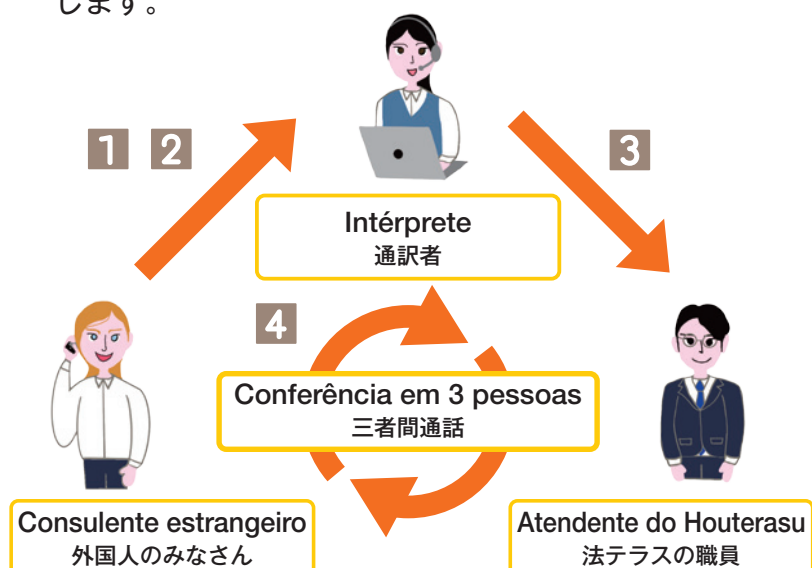 します。
1 2
3
Intérprete
通訳者
4
Conferência em 3 pessoas
三者間通話
Consulente estrangeiro
外国人のみなさん
Atendente do Houterasu
法テラスの職員